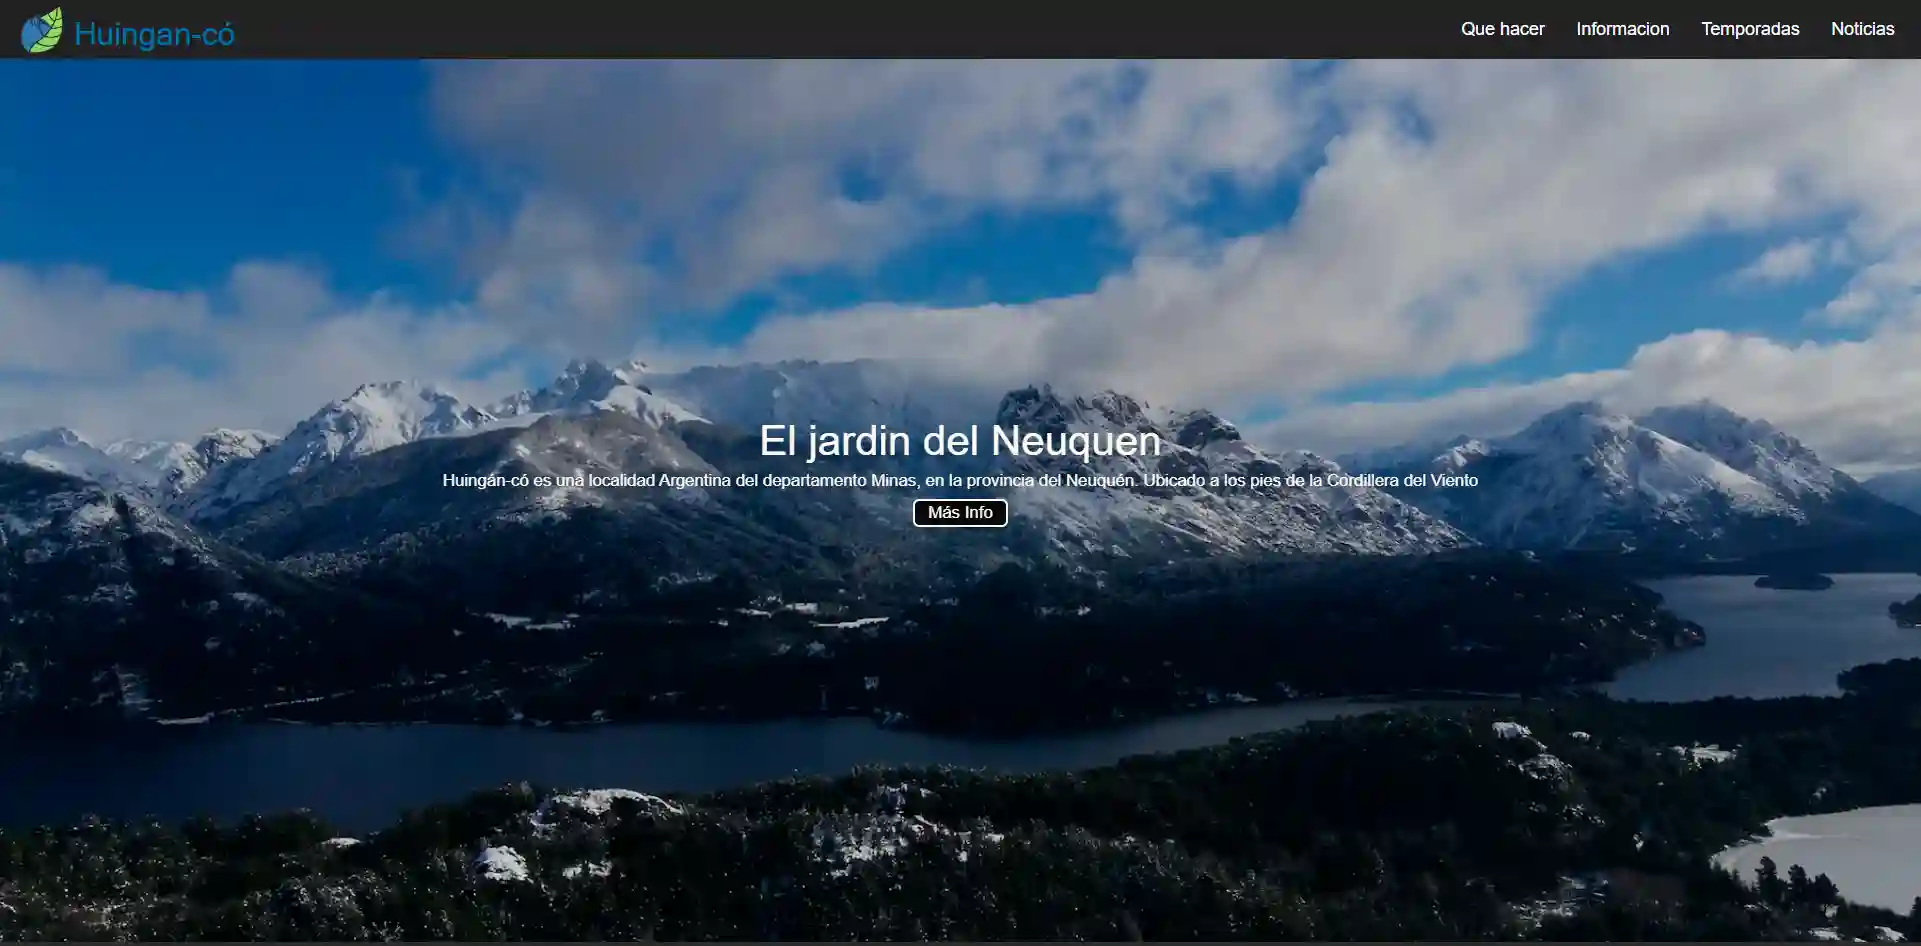 Huingan-có
Que hacer
Informacion
Temporadas
Noticias
El jardin del Neuquen
Huingán-có es una localidad Argentina del departamento Minas, en la provincia del Neuquén. Ubicado a los pies de la Cordillera del Viento
Más Info